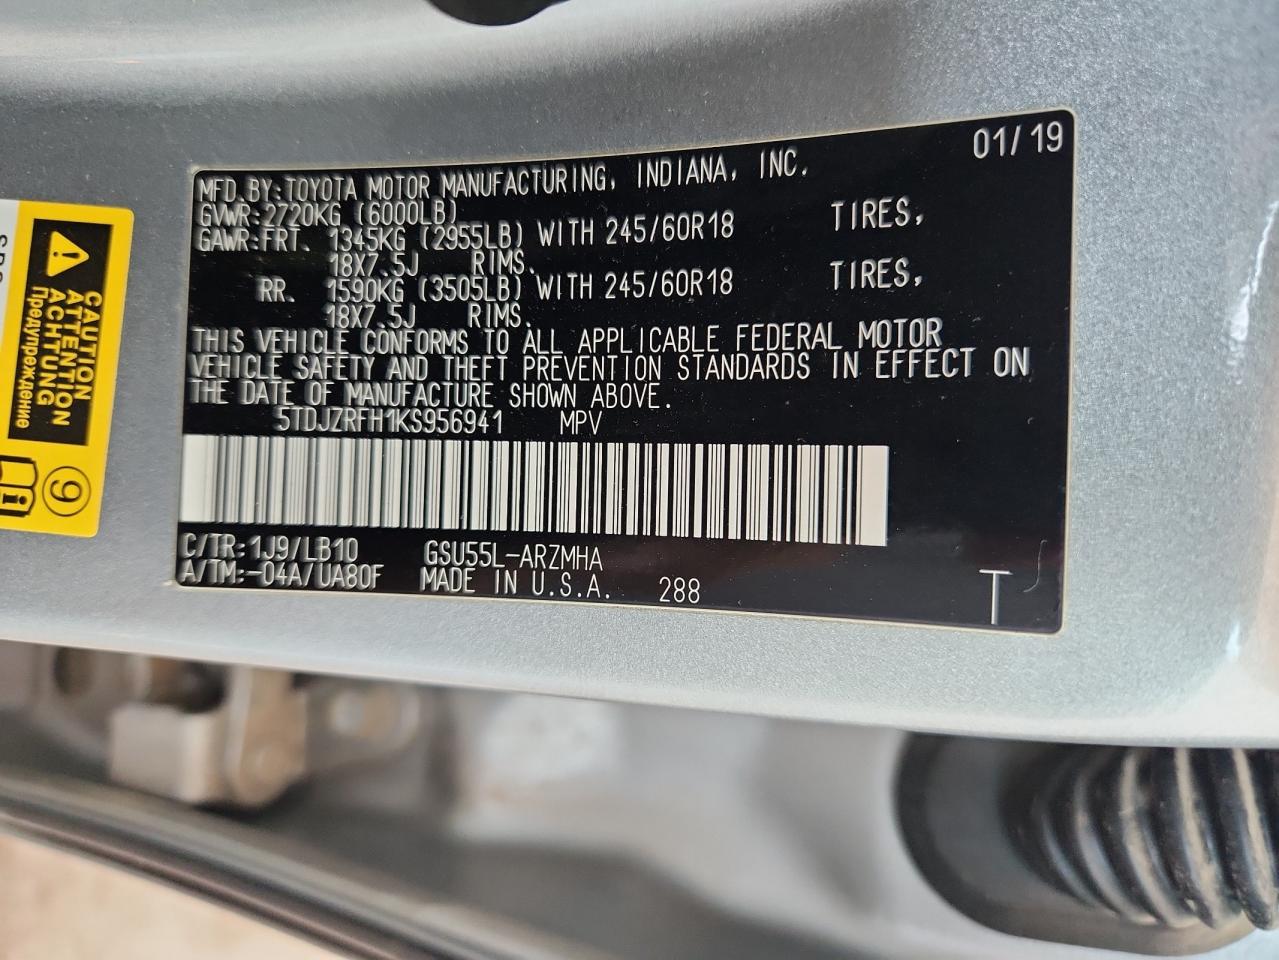 01/19
MFD.BY:TOYOTA MOTOR MANUFACTURING, INDIANA, INC.
GVWR:2720KG (6000LB)
GAWR:FRT. 1345KG (2955LB) WITH 245/60R18 TIRES,
18X7.5J RIMS.
RR. 1590KG (3505LB) WITH 245/60R18 TIRES,
18X7.5J RIMS.
THIS VEHICLE CONFORMS TO ALL APPLICABLE FEDERAL MOTOR
VEHICLE SAFETY AND THEFT PREVENTION STANDARDS IN EFFECT ON
THE DATE OF MANUFACTURE SHOWN ABOVE.
5TDJZRFH1KS956941 MPV
C/TR:1J9/LB10 GSU55L-ARZMHA
A/TM:-04A/UA80F MADE IN U.S.A. 288
T
CAUTION
ATTENTION
ACHTUNG
Предупреждение
9
i